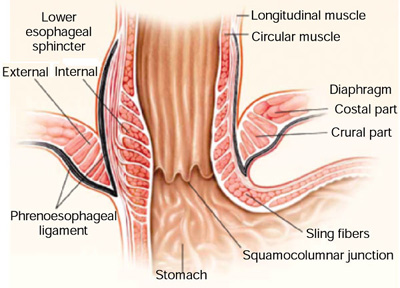 Lower
esophageal
sphincter
External Internal
Longitudinal muscle
Circular muscle
Diaphragm
Costal part
Crural part
Phrenoesophageal
ligament
Sling fibers
Squamocolumnar junction
Stomach